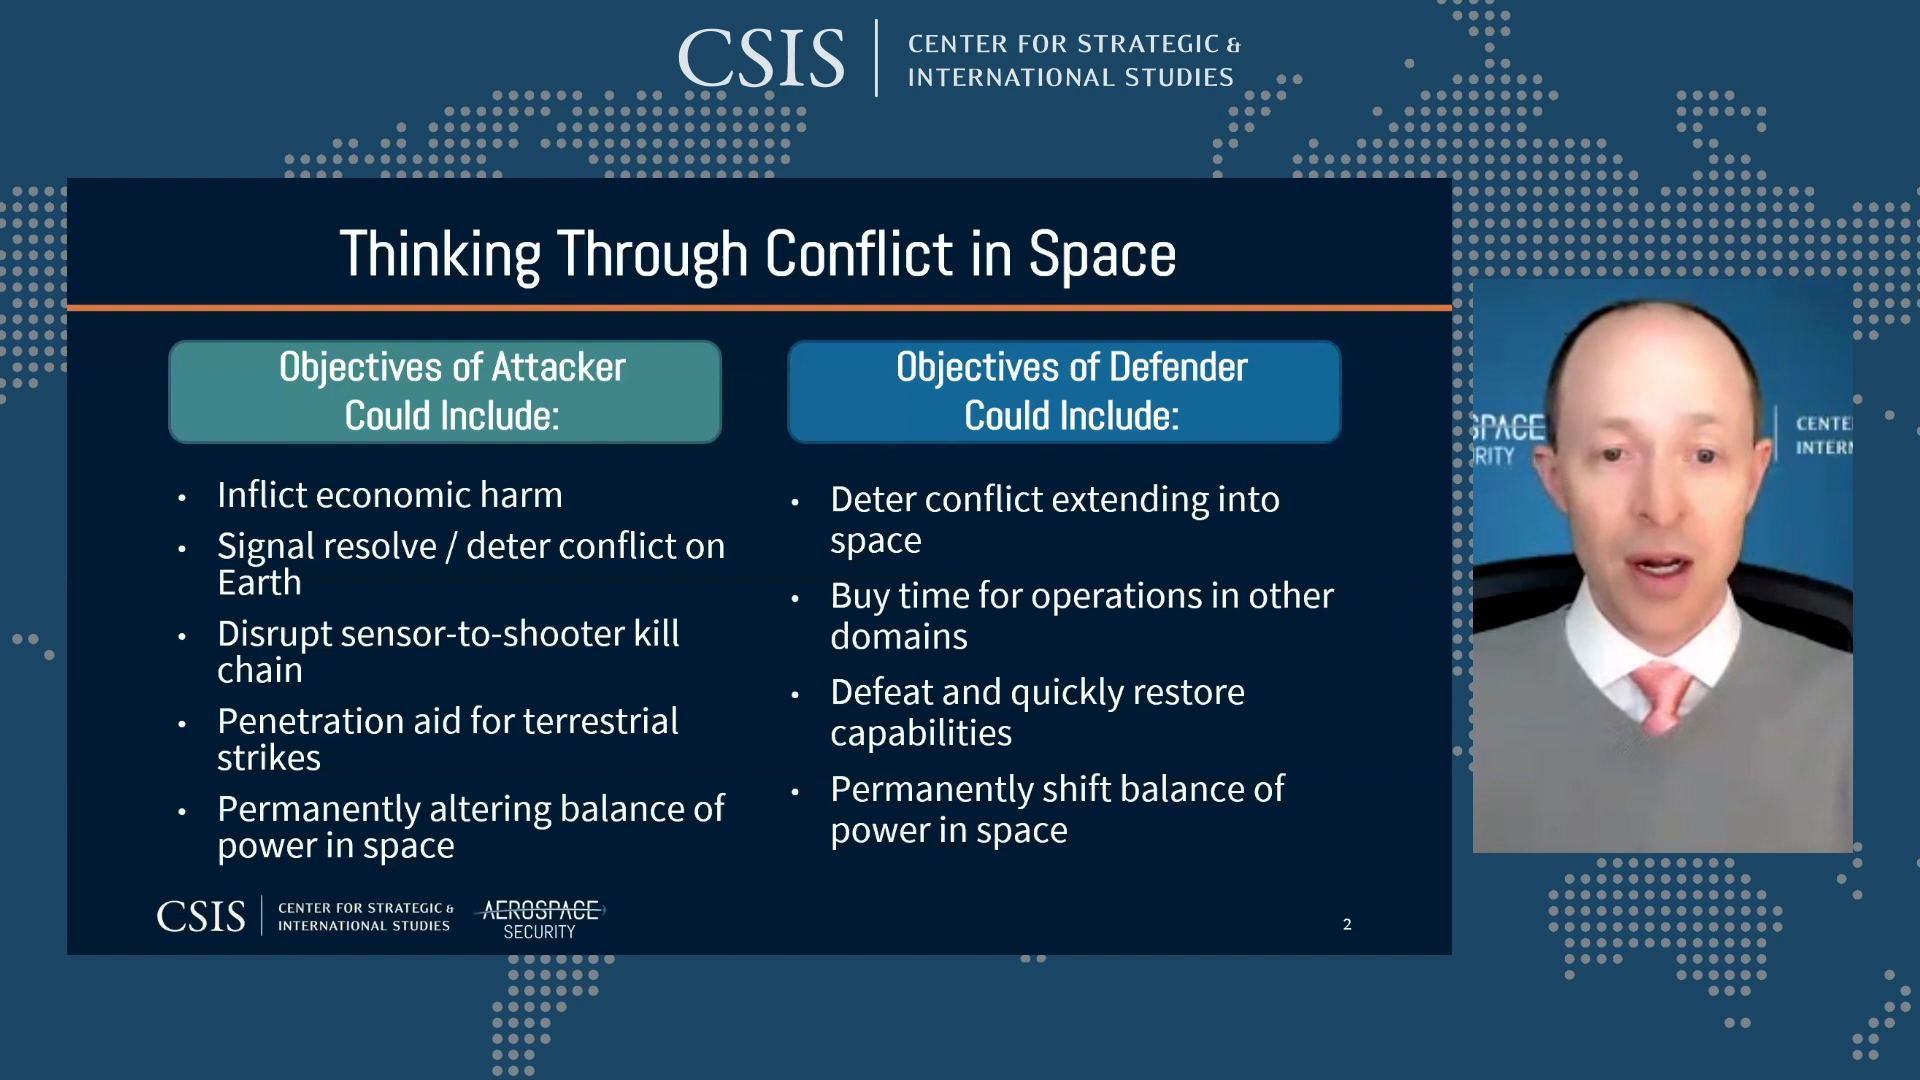 CSIS
CENTER FOR STRATEGIC &
INTERNATIONAL STUDIES
Thinking Through Conflict in Space
Objectives of Attacker
Could Include:
• Inflict economic harm
• Signal resolve / deter conflict on
Earth
• Disrupt sensor-to-shooter kill
chain
• Penetration aid for terrestrial
strikes
• Permanently altering balance of
power in space
Objectives of Defender
Could Include:
• Deter conflict extending into
space
• Buy time for operations in other
domains
• Defeat and quickly restore
capabilities
• Permanently shift balance of
power in space
CSIS
CENTER FOR STRATEGIC &
INTERNATIONAL STUDIES
AEROSPACE
SECURITY
2
SPACE
RITY
CENTE
INTER